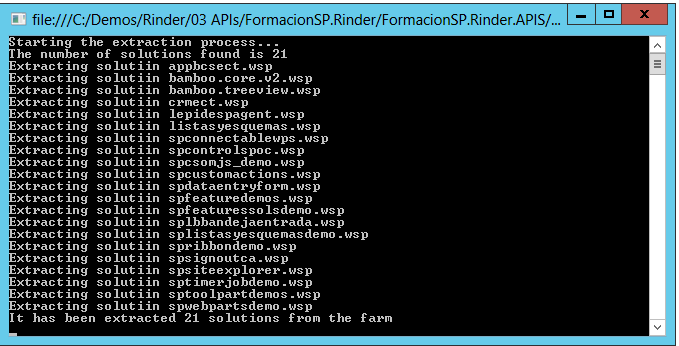 file:///C:/Demos/Rinder/03 APIs/FormacionSP.Rinder/FormacionSP.Rinder.APIS/...
Starting the extraction process...
The number of solutions found is 21
Extracting solutiin appbcsect.wsp
Extracting solutiin bamboo.core.v2.wsp
Extracting solutiin bamboo.treeview.wsp
Extracting solutiin crmect.wsp
Extracting solutiin lepidespagent.wsp
Extracting solutiin listasyesquemas.wsp
Extracting solutiin spconnectablewps.wsp
Extracting solutiin spcontrolspoc.wsp
Extracting solutiin spcsomjs_demo.wsp
Extracting solutiin spcustomactions.wsp
Extracting solutiin spdataentryform.wsp
Extracting solutiin spfeaturedemos.wsp
Extracting solutiin spfeaturessolsdemo.wsp
Extracting solutiin splbbandejaentrada.wsp
Extracting solutiin splistasyesquemasdemo.wsp
Extracting solutiin spribbondemo.wsp
Extracting solutiin spsignoutca.wsp
Extracting solutiin spsiteexplorer.wsp
Extracting solutiin sptimerjobdemo.wsp
Extracting solutiin sptoolpartdemos.wsp
Extracting solutiin spwebpartsdemo.wsp
It has been extracted 21 solutions from the farm